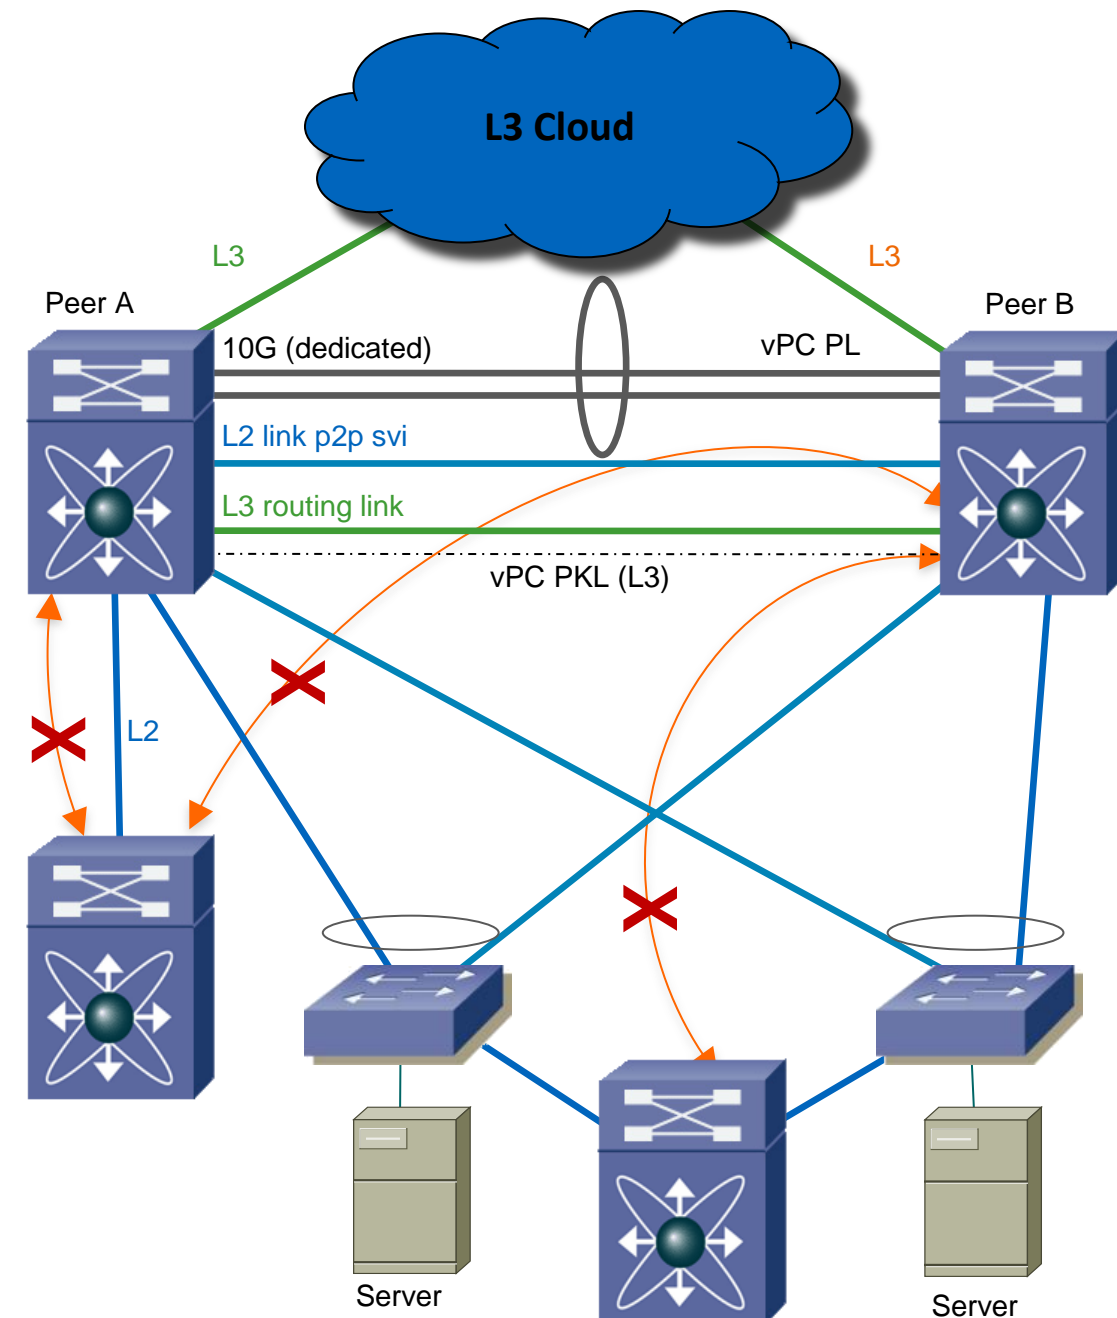 L3 Cloud
L3
L3
Peer A
Peer B
10G (dedicated)
vPC PL
L2 link p2p svi
L3 routing link
vPC PKL (L3)
L2
Server
Server